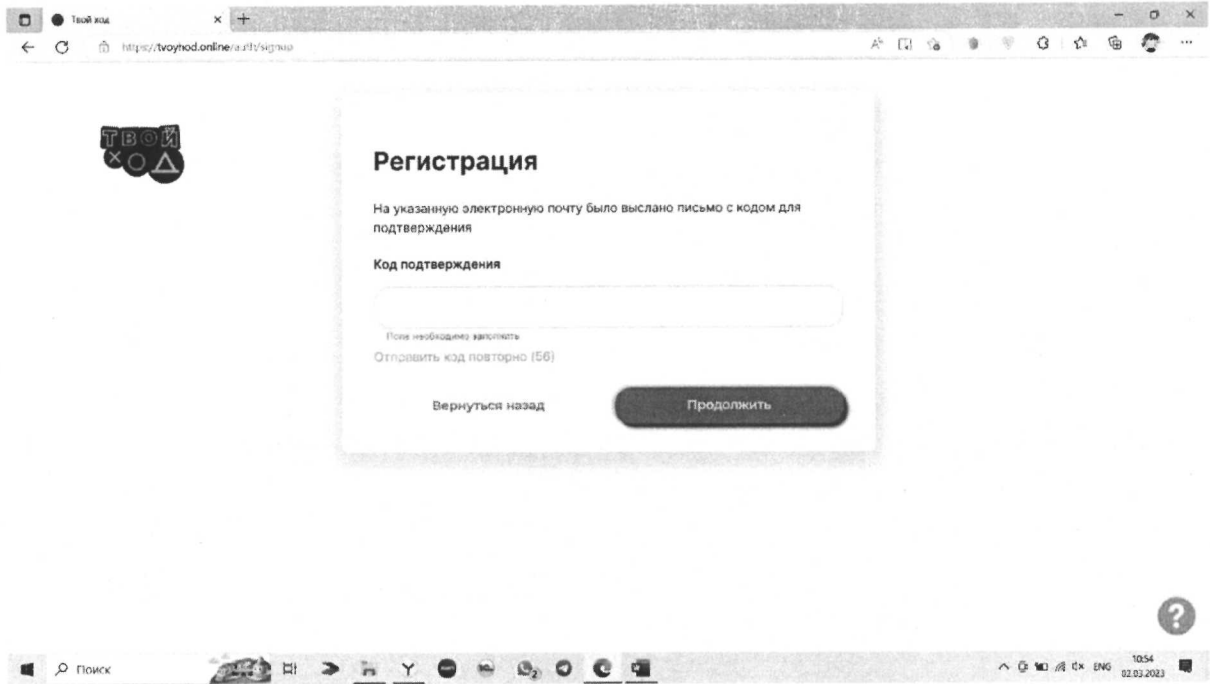 Твой ход
https://tvoyhod.online/auth/signup
ТВОЙ
ХОД
Регистрация
На указанную электронную почту было выслано письмо с кодом для
подтверждения
Код подтверждения
Поле необходимо заполнить
Отправить код повторно (56)
Вернуться назад
Продолжить
?
Поиск
2
ENG
10:54
02.03.2023